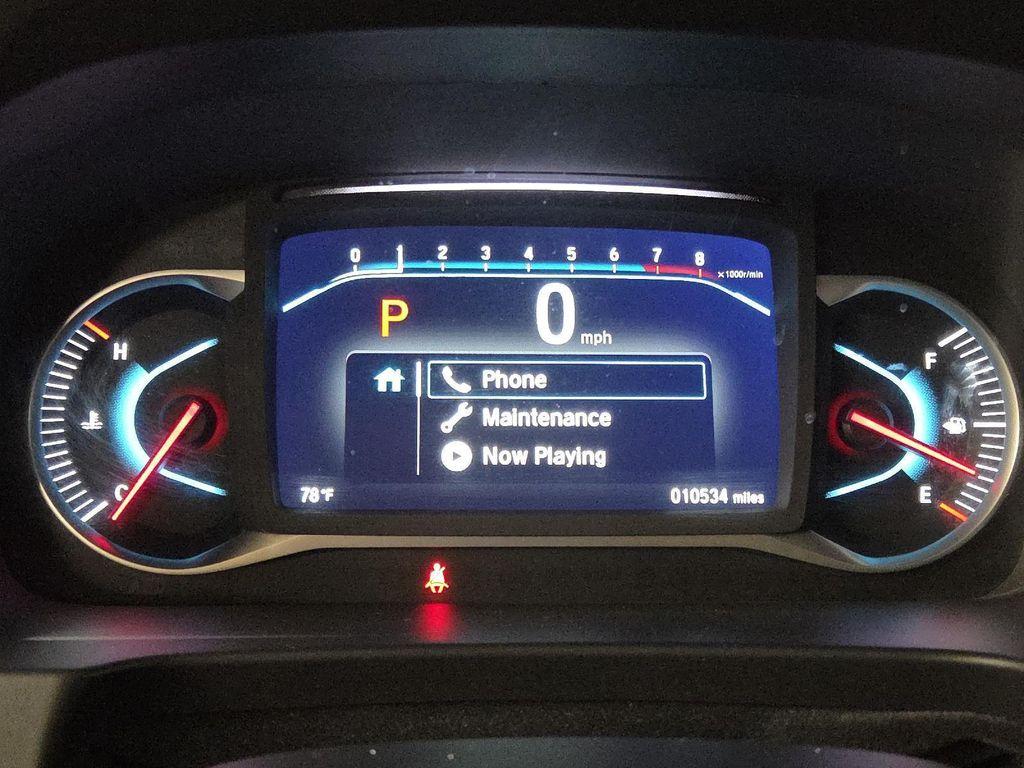 0 1 2 3 4 5 6 7 8
×1000r/min
P 0 mph
H
F
Phone
Maintenance
Now Playing
C
E
78°F
010534 miles